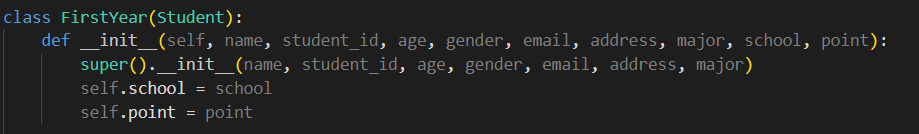 class FirstYear(Student):
    def __init__(self, name, student_id, age, gender, email, address, major, school, point):
        super().__init__(name, student_id, age, gender, email, address, major)
        self.school = school
        self.point = point